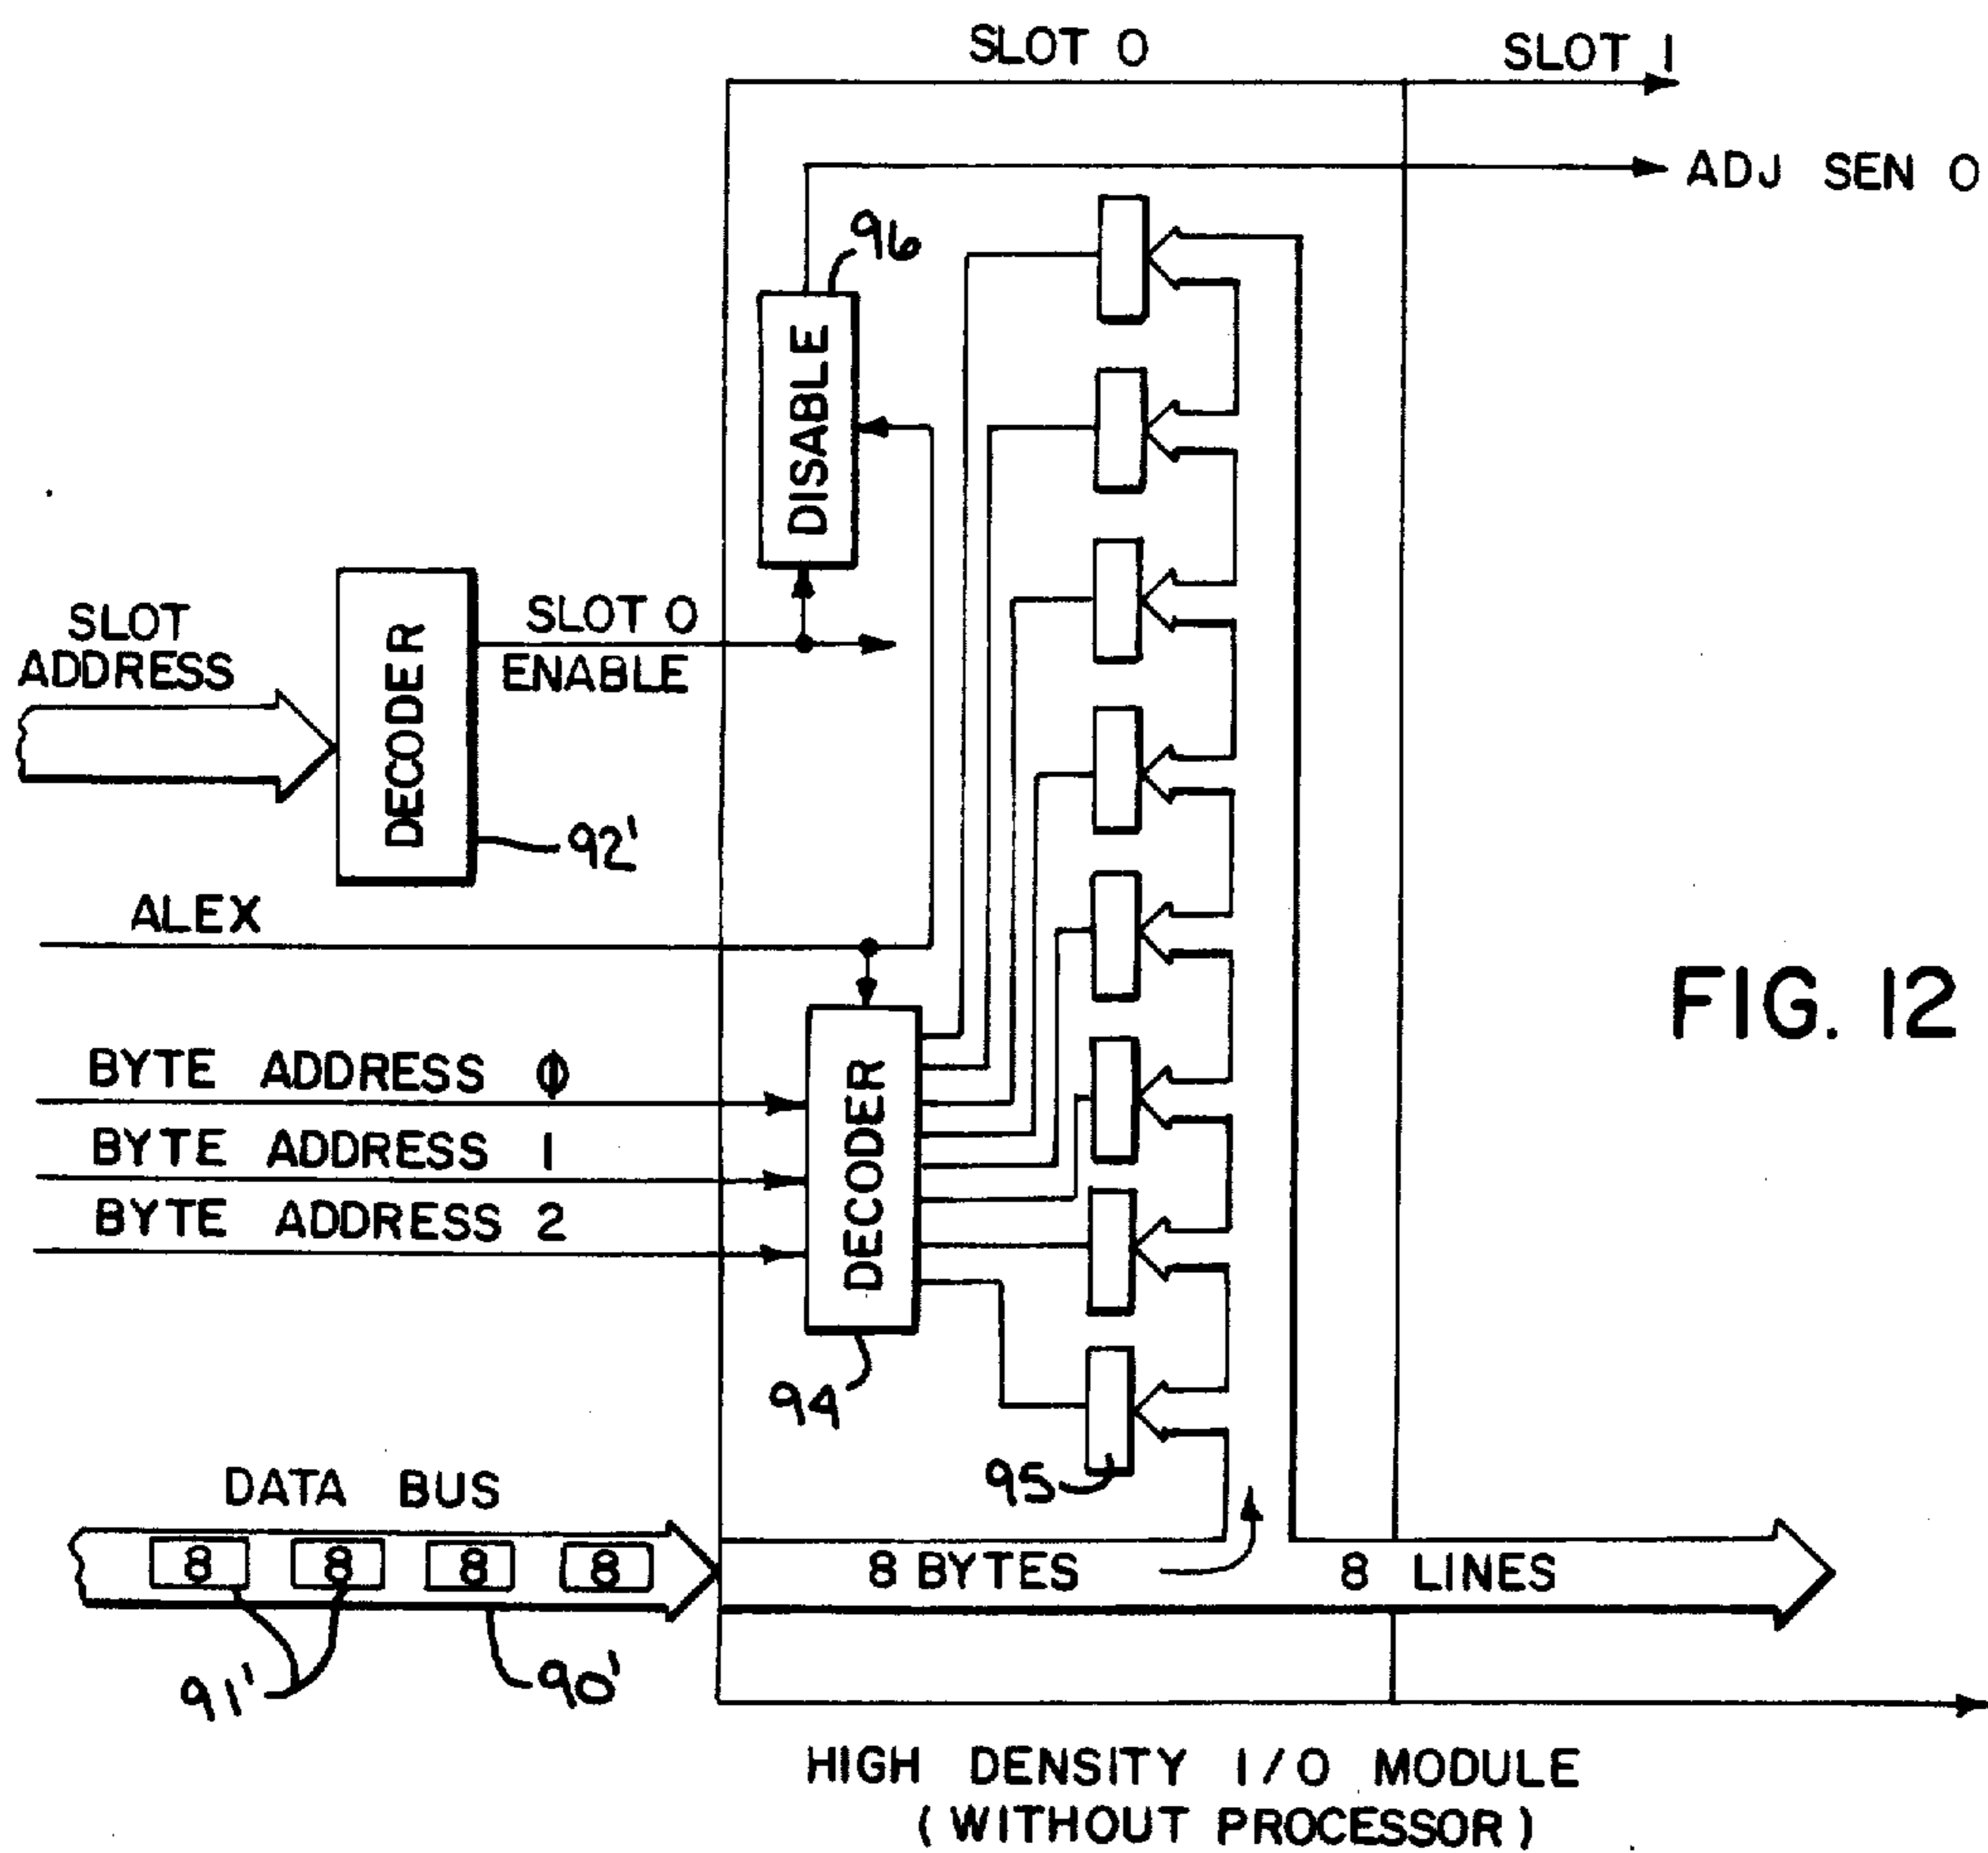 SLOT 0
SLOT 1
ADJ SEN 0
96
DISABLE
SLOT
ADDRESS
DECODER
SLOT 0
ENABLE
92'
ALEX
FIG. 12
BYTE ADDRESS ϕ
BYTE ADDRESS 1
BYTE ADDRESS 2
DECODER
94
95
DATA BUS
8 8 8 8
8 BYTES
8 LINES
91'
90'
HIGH DENSITY I/O MODULE
(WITHOUT PROCESSOR)